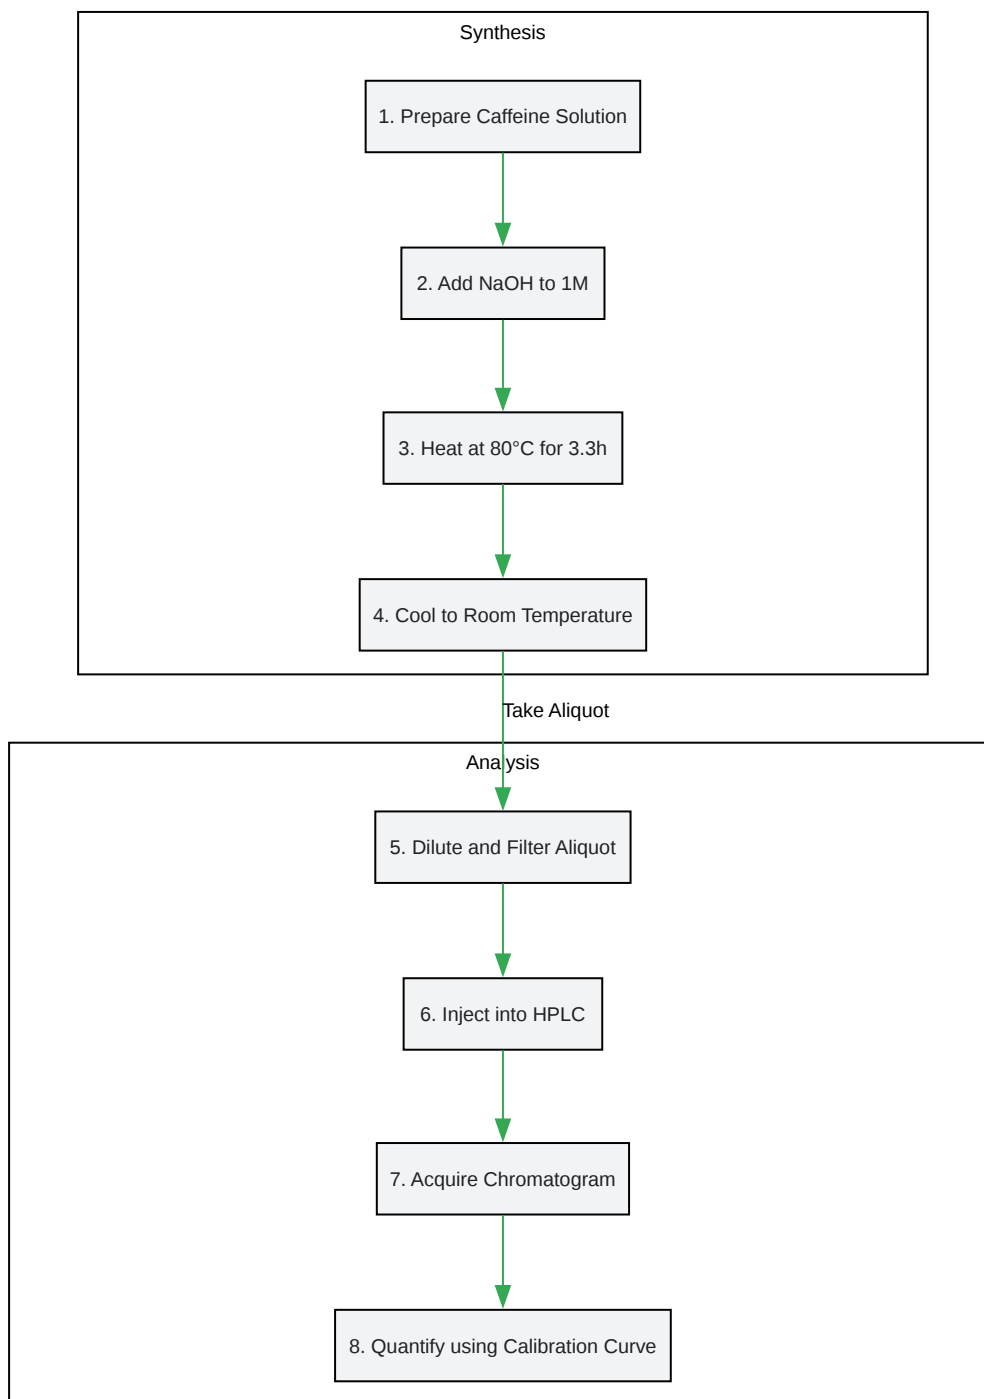 Synthesis
1. Prepare Caffeine Solution
2. Add NaOH to 1M
3. Heat at 80°C for 3.3h
4. Cool to Room Temperature
Take Aliquot
Analysis
5. Dilute and Filter Aliquot
6. Inject into HPLC
7. Acquire Chromatogram
8. Quantify using Calibration Curve